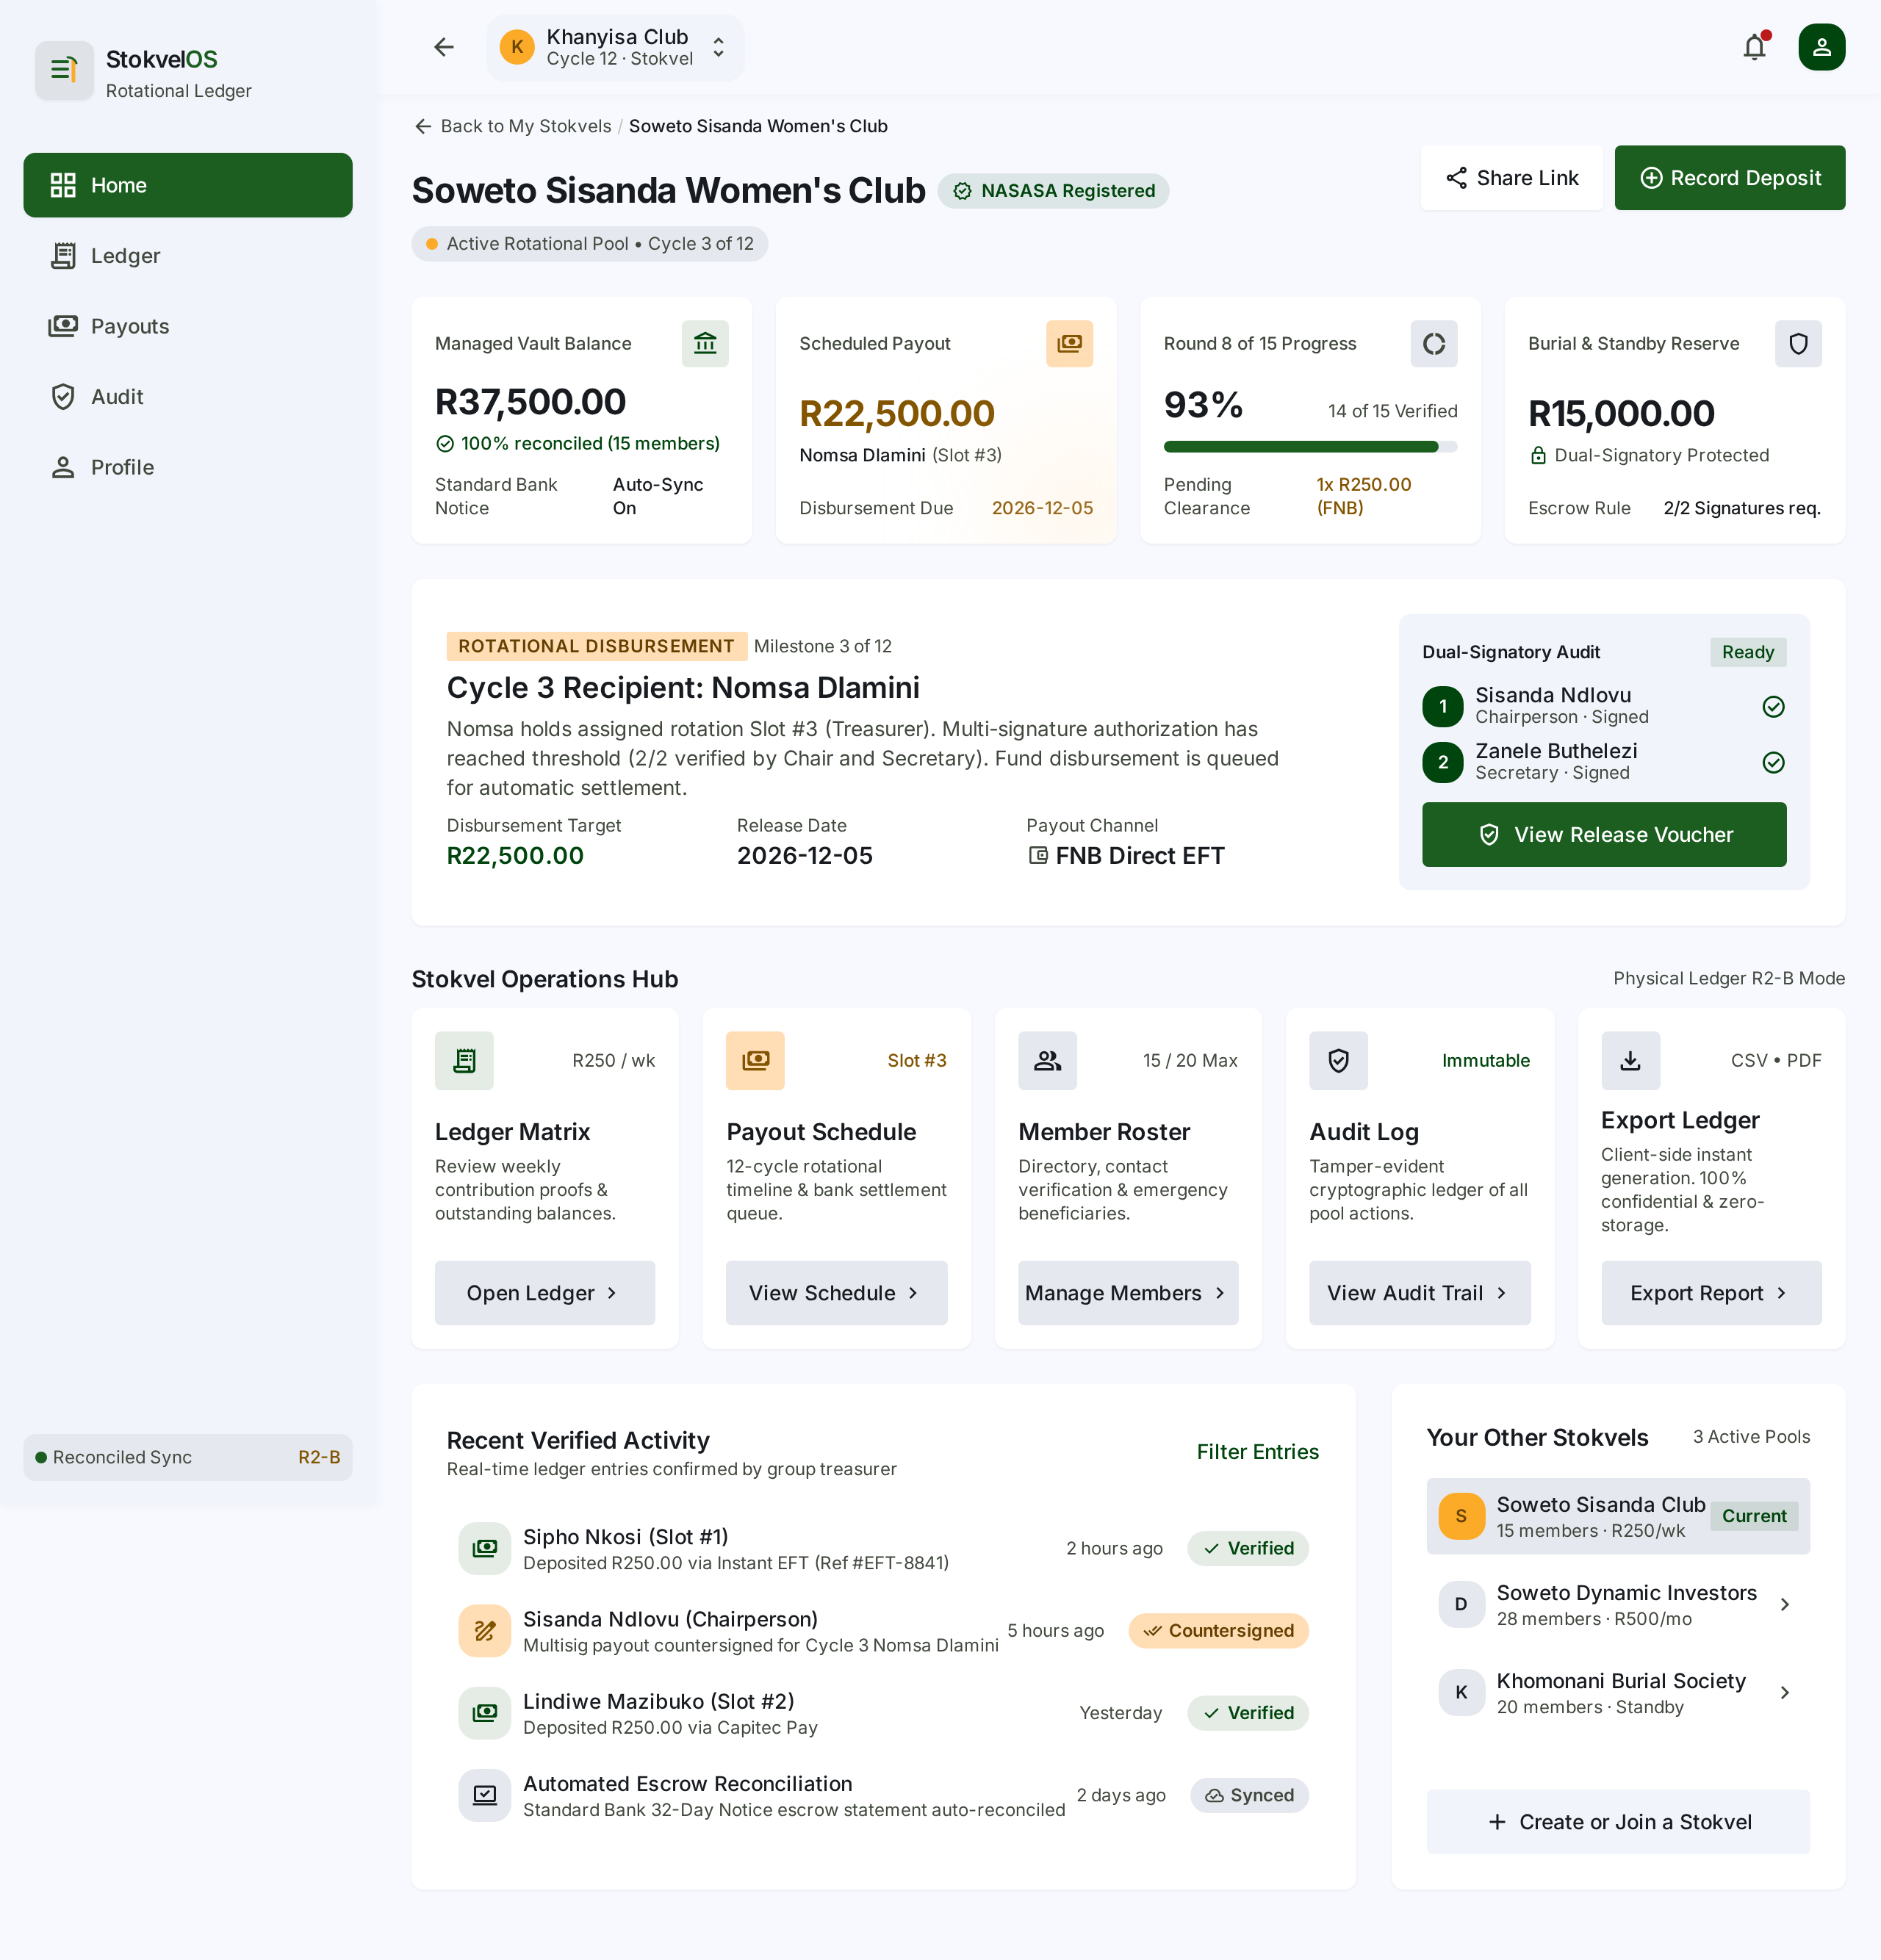 StokvelOS
Rotational Ledger
Home
Ledger
Payouts
Audit
Profile
Reconciled Sync
R2-B
K
Khanyisa Club
Cycle 12 · Stokvel
Back to My Stokvels / Soweto Sisanda Women's Club
Soweto Sisanda Women's Club
NASASA Registered
Active Rotational Pool • Cycle 3 of 12
Share Link
Record Deposit
Managed Vault Balance
R37,500.00
100% reconciled (15 members)
Standard Bank
Notice
Auto-Sync
On
Scheduled Payout
R22,500.00
Nomsa Dlamini (Slot #3)
Disbursement Due
2026-12-05
Round 8 of 15 Progress
93%
14 of 15 Verified
Pending
Clearance
1x R250.00
(FNB)
Burial & Standby Reserve
R15,000.00
Dual-Signatory Protected
Escrow Rule
2/2 Signatures req.
ROTATIONAL DISBURSEMENT
Milestone 3 of 12
Cycle 3 Recipient: Nomsa Dlamini
Nomsa holds assigned rotation Slot #3 (Treasurer). Multi-signature authorization has
reached threshold (2/2 verified by Chair and Secretary). Fund disbursement is queued
for automatic settlement.
Disbursement Target
R22,500.00
Release Date
2026-12-05
Payout Channel
FNB Direct EFT
Dual-Signatory Audit
Ready
1
Sisanda Ndlovu
Chairperson · Signed
2
Zanele Buthelezi
Secretary · Signed
View Release Voucher
Stokvel Operations Hub
Physical Ledger R2-B Mode
R250 / wk
Ledger Matrix
Review weekly
contribution proofs &
outstanding balances.
Open Ledger
Slot #3
Payout Schedule
12-cycle rotational
timeline & bank settlement
queue.
View Schedule
15 / 20 Max
Member Roster
Directory, contact
verification & emergency
beneficiaries.
Manage Members
Immutable
Audit Log
Tamper-evident
cryptographic ledger of all
pool actions.
View Audit Trail
CSV • PDF
Export Ledger
Client-side instant
generation. 100%
confidential & zero-
storage.
Export Report
Recent Verified Activity
Real-time ledger entries confirmed by group treasurer
Filter Entries
Sipho Nkosi (Slot #1)
Deposited R250.00 via Instant EFT (Ref #EFT-8841)
2 hours ago
Verified
Sisanda Ndlovu (Chairperson)
Multisig payout countersigned for Cycle 3 Nomsa Dlamini
5 hours ago
Countersigned
Lindiwe Mazibuko (Slot #2)
Deposited R250.00 via Capitec Pay
Yesterday
Verified
Automated Escrow Reconciliation
Standard Bank 32-Day Notice escrow statement auto-reconciled
2 days ago
Synced
Your Other Stokvels
3 Active Pools
S
Soweto Sisanda Club
15 members · R250/wk
Current
D
Soweto Dynamic Investors
28 members · R500/mo
K
Khomonani Burial Society
20 members · Standby
Create or Join a Stokvel